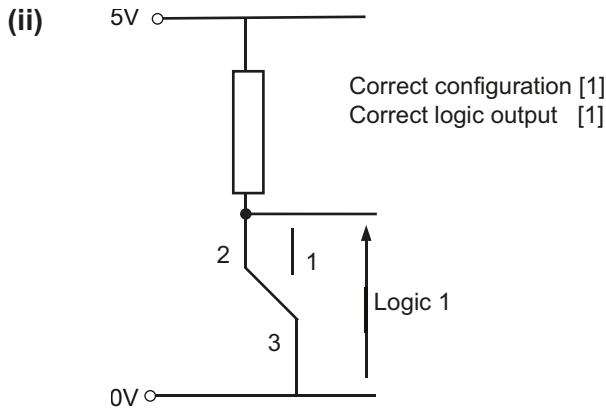 (ii)
5V
Correct configuration [1]
Correct logic output [1]
2
1
Logic 1
3
0V